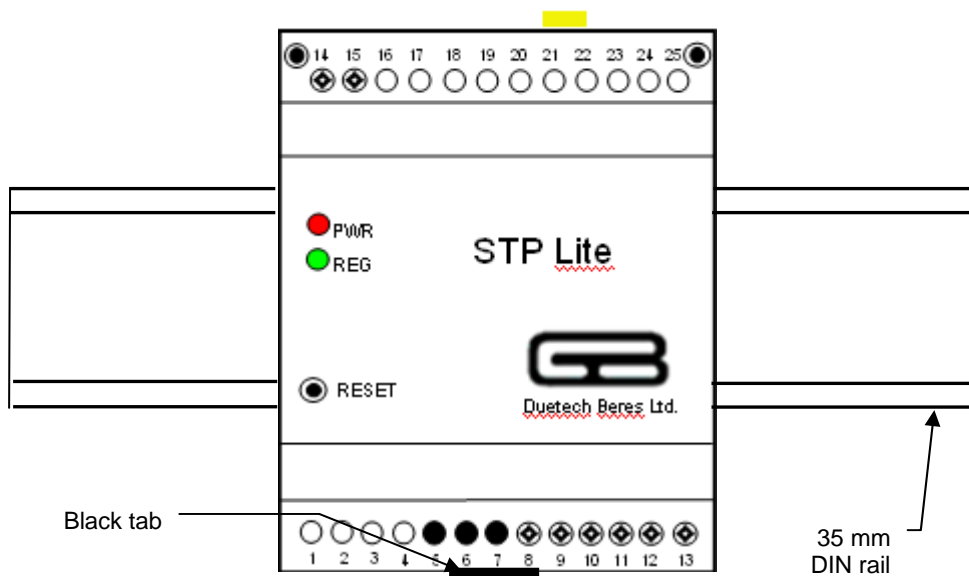 14 15 16 17 18 19 20 21 22 23 24 25
PWR
REG
STP Lite
RESET
GB
Duetech Beres Ltd.
Black tab
1 2 3 4 5 6 7 8 9 10 11 12 13
35 mm
DIN rail